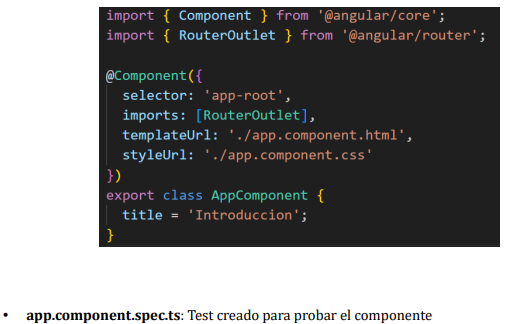 import { Component } from '@angular/core';
import { RouterOutlet } from '@angular/router';

@Component({
  selector: 'app-root',
  imports: [RouterOutlet],
  templateUrl: './app.component.html',
  styleUrl: './app.component.css'
})
export class AppComponent {
  title = 'Introduccion';
}
• app.component.spec.ts: Test creado para probar el componente